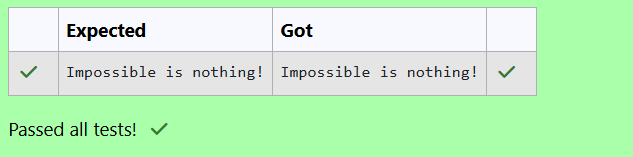 Expected Got
Impossible is nothing! Impossible is nothing!
Passed all tests!